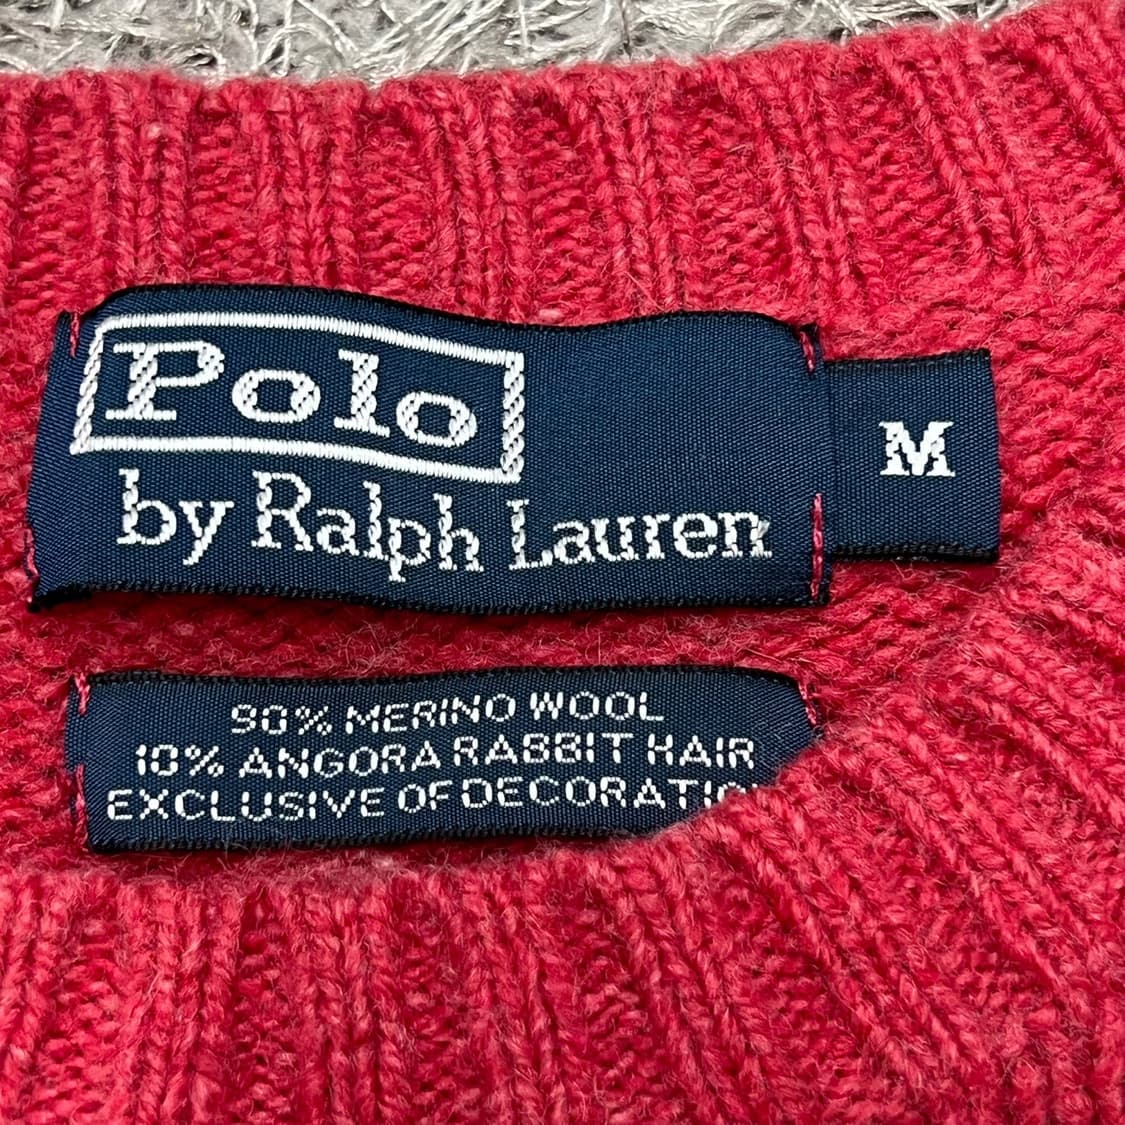 Polo
by Ralph Lauren
M
90% MERINO WOOL
10% ANGORA RABBIT HAIR
EXCLUSIVE OF